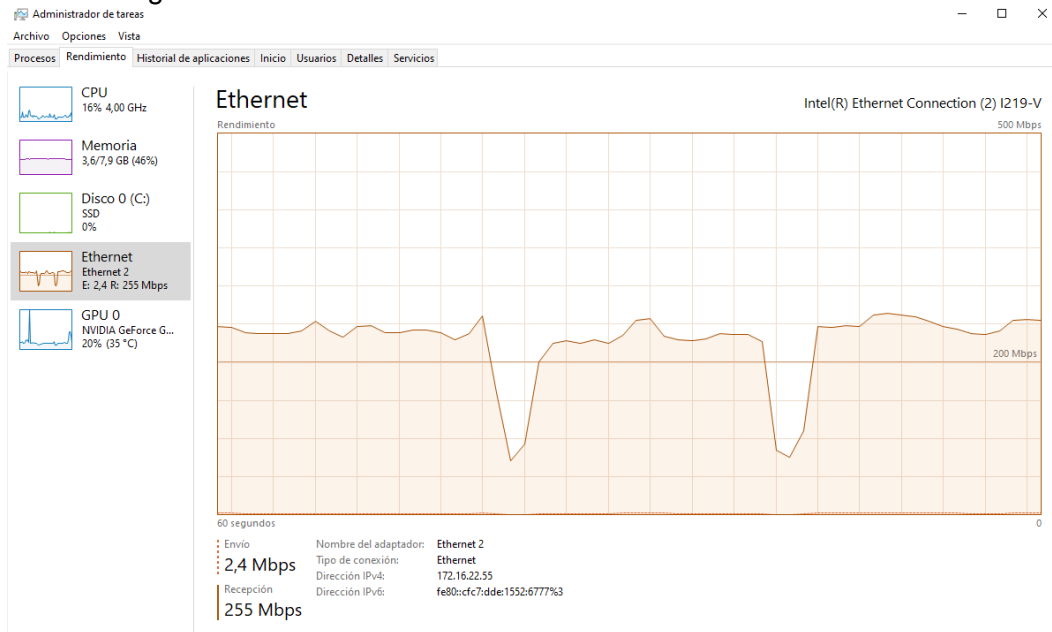 Administrador de tareas
Archivo Opciones Vista
Procesos Rendimiento Historial de aplicaciones Inicio Usuarios Detalles Servicios
CPU
16% 4,00 GHz
Memoria
3,6/7,9 GB (46%)
Disco 0 (C:)
SSD
0%
Ethernet
Ethernet 2
E: 2,4 R: 255 Mbps
GPU 0
NVIDIA GeForce G...
20% (35 °C)
Ethernet
Intel(R) Ethernet Connection (2) I219-V
Rendimiento
500 Mbps
200 Mbps
60 segundos
0
Envío
2,4 Mbps
Recepción
255 Mbps
Nombre del adaptador: Ethernet 2
Tipo de conexión: Ethernet
Dirección IPv4: 172.16.22.55
Dirección IPv6: fe80::cfc7:dde:1552:6777%3